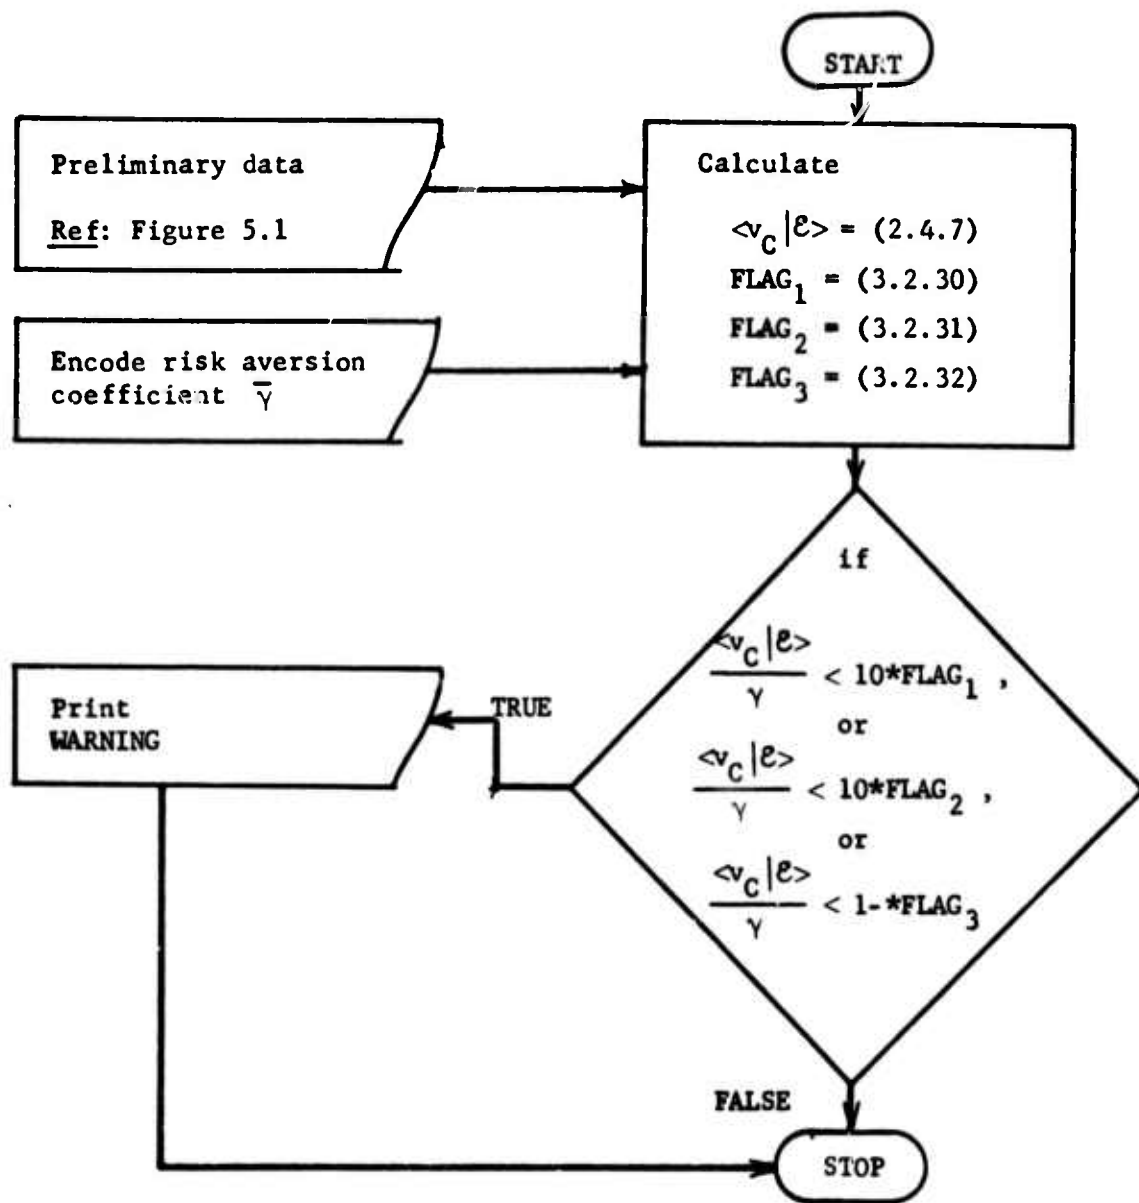 START
Preliminary data
Ref: Figure 5.1
Encode risk aversion
coefficient γ̅
Calculate
<v_C|ℰ> = (2.4.7)
FLAG_1 = (3.2.30)
FLAG_2 = (3.2.31)
FLAG_3 = (3.2.32)
if
<v_C|ℰ>
γ
< 10*FLAG_1 ,
or
<v_C|ℰ>
γ
< 10*FLAG_2 ,
or
<v_C|ℰ>
γ
< 1-*FLAG_3
TRUE
Print
WARNING
FALSE
STOP